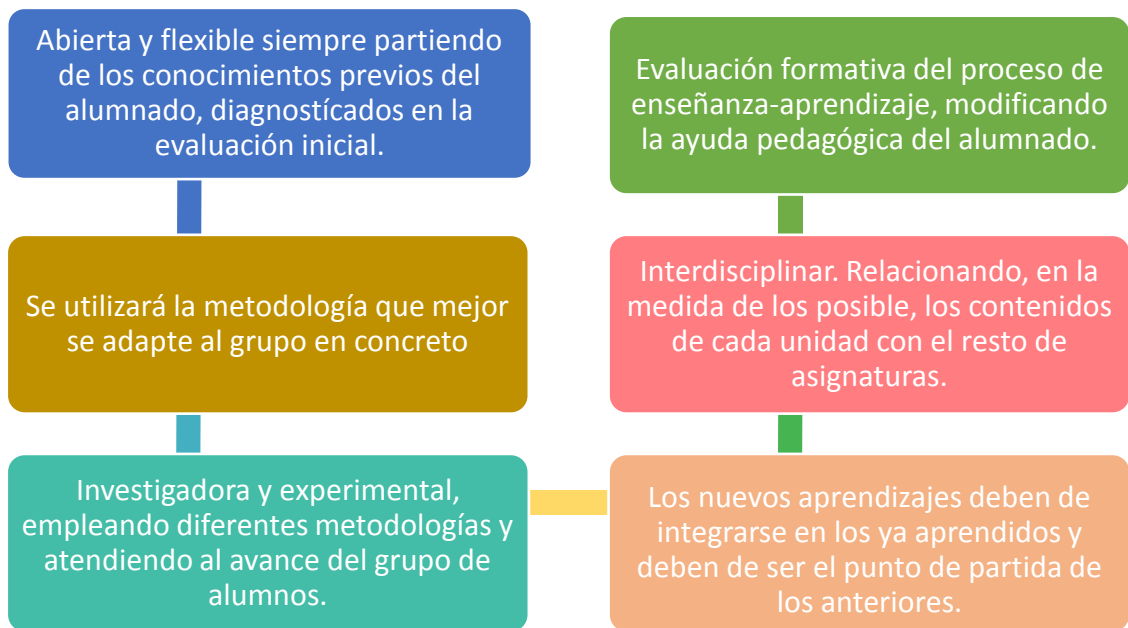 Abierta y flexible siempre partiendo
de los conocimientos previos del
alumnado, diagnostícados en la
evaluación inicial.
Se utilizará la metodología que mejor
se adapte al grupo en concreto
Investigadora y experimental,
empleando diferentes metodologías y
atendiendo al avance del grupo de
alumnos.
Los nuevos aprendizajes deben de
integrarse en los ya aprendidos y
deben de ser el punto de partida de
los anteriores.
Interdisciplinar. Relacionando, en la
medida de los posible, los contenidos
de cada unidad con el resto de
asignaturas.
Evaluación formativa del proceso de
enseñanza-aprendizaje, modificando
la ayuda pedagógica del alumnado.